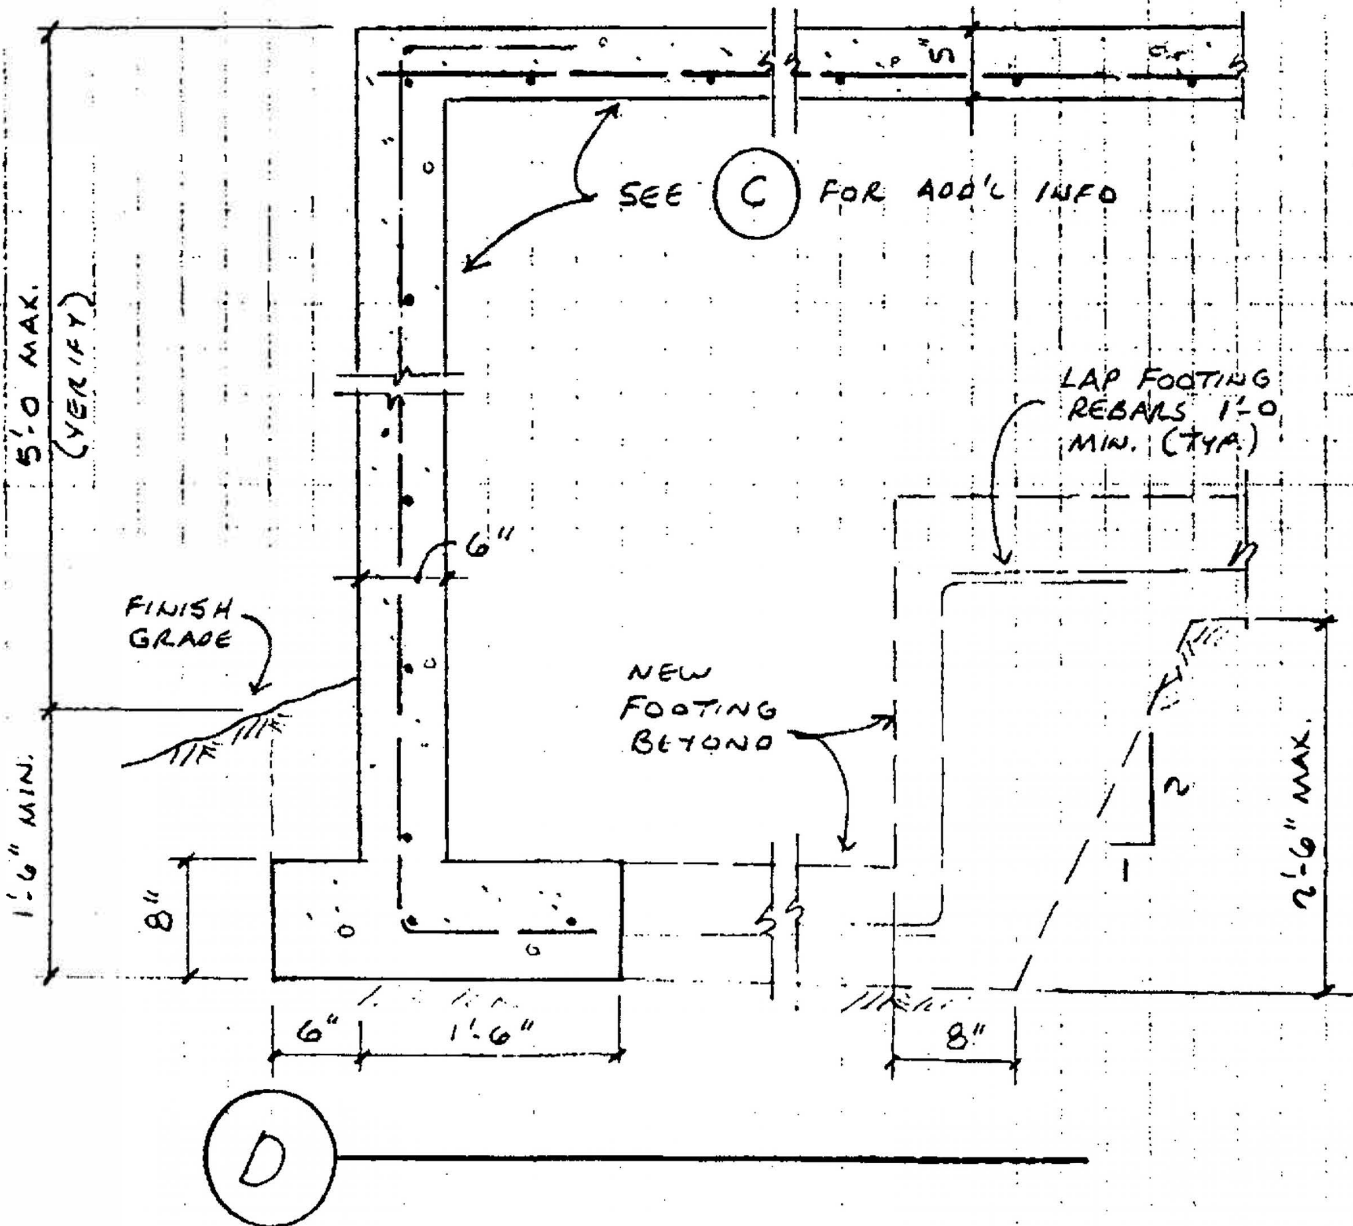 5"
SEE C FOR ADD'L INFO
5'-0 MAX.
(VERIFY)
LAP FOOTING
REBARS 1'-0
MIN. (TYP.)
6"
FINISH
GRADE
NEW
FOOTING
BEYOND
2
1
2'-6" MAX.
1'-6" MIN.
8"
6"
1'-6"
8"
D